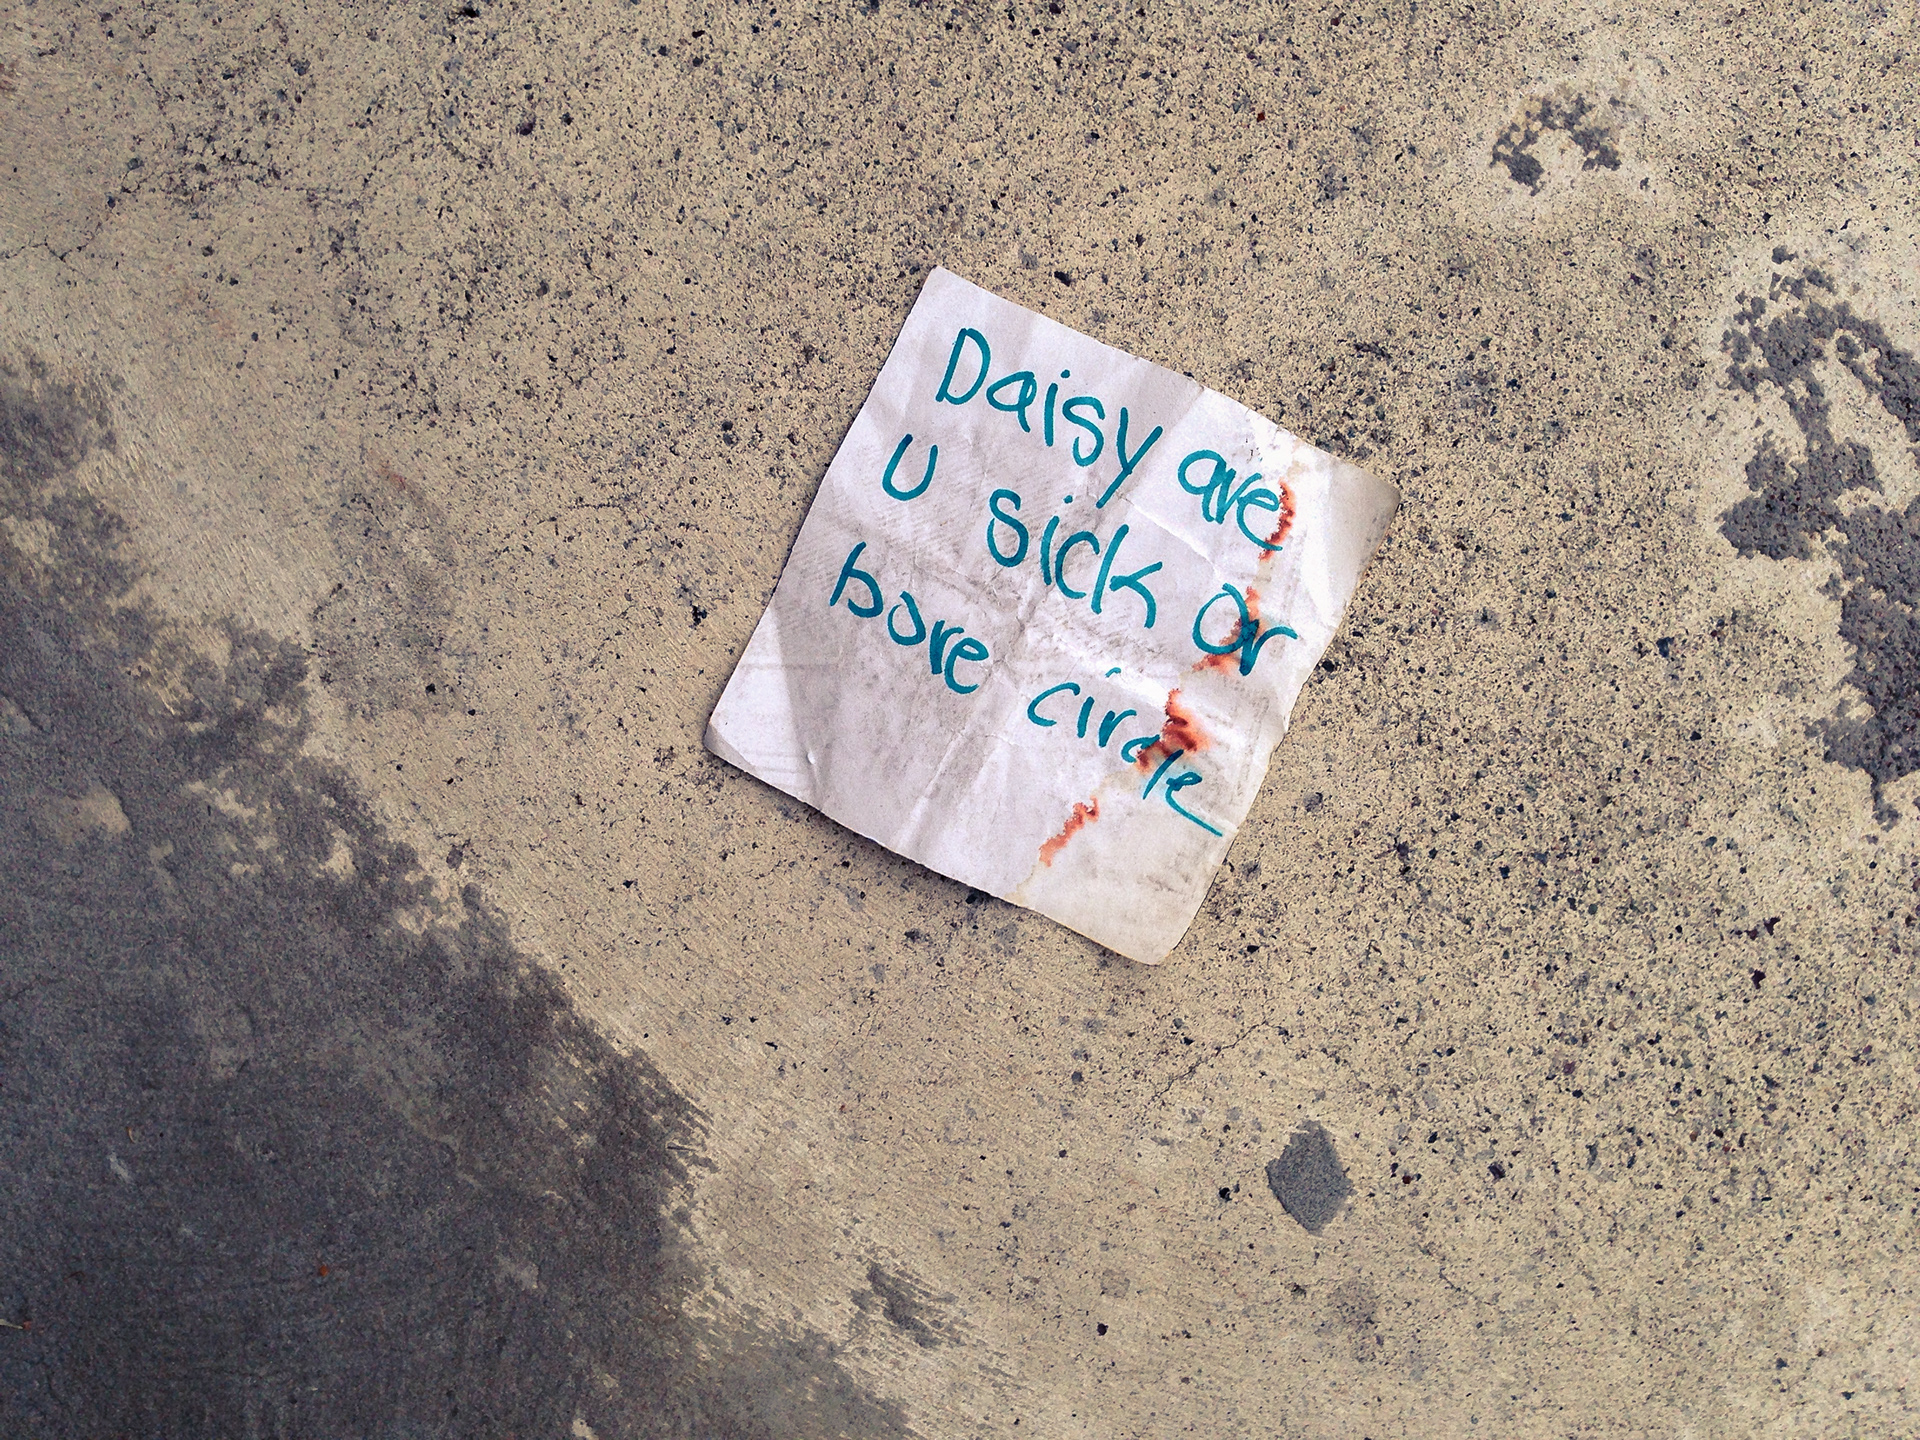 Daisy are
U sick or
bore circle